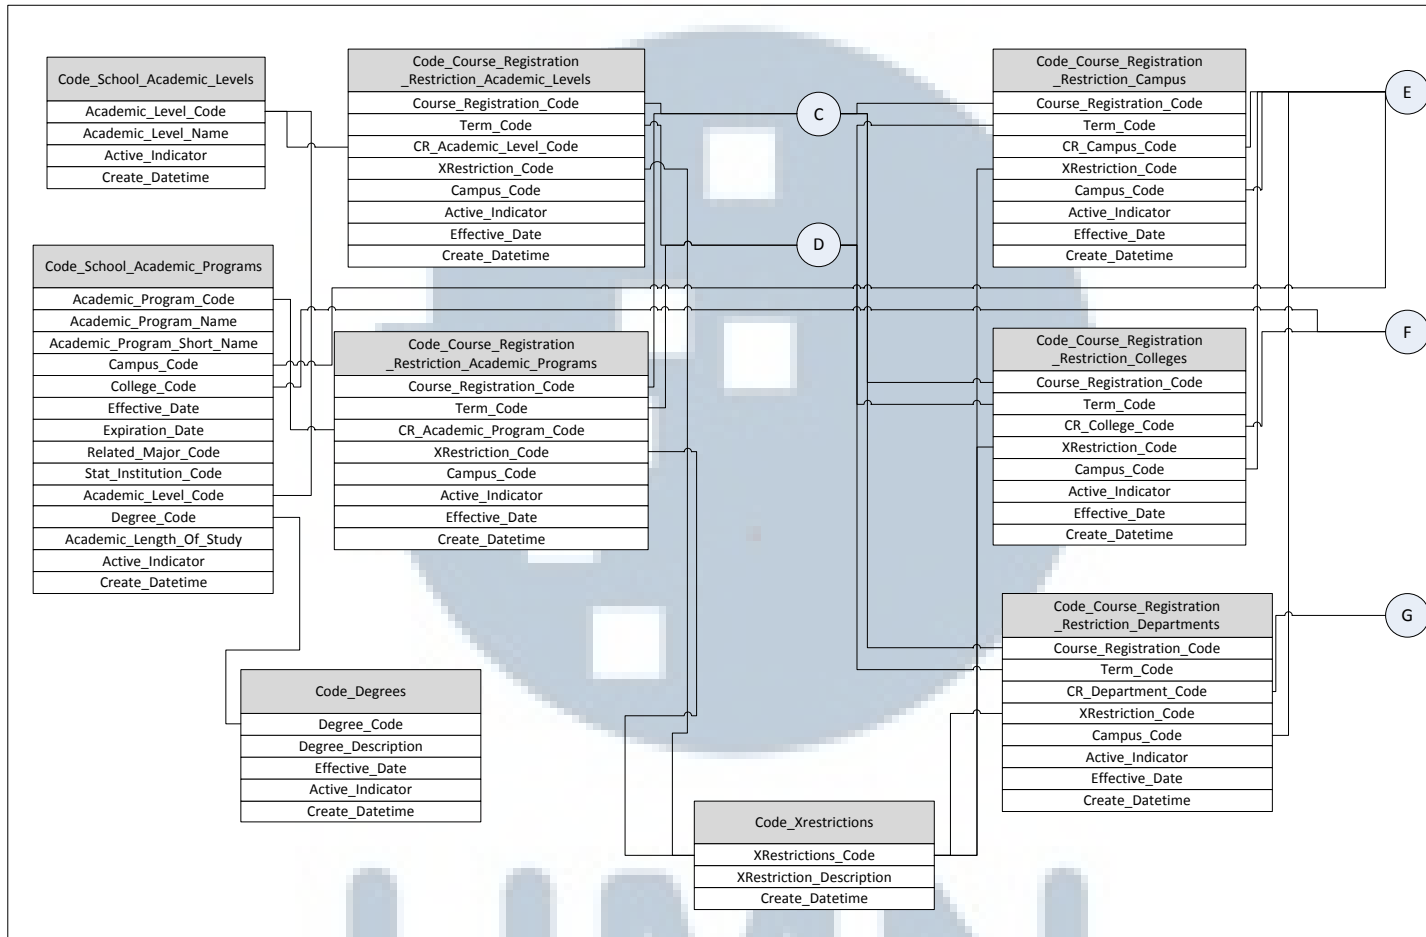 Code_School_Academic_Levels
Academic_Level_Code
Academic_Level_Name
Active_Indicator
Create_Datetime
Code_Course_Registration
_Restriction_Academic_Levels
Course_Registration_Code
Term_Code
CR_Academic_Level_Code
XRestriction_Code
Campus_Code
Active_Indicator
Effective_Date
Create_Datetime
C
D
Code_Course_Registration
_Restriction_Campus
Course_Registration_Code
Term_Code
CR_Campus_Code
XRestriction_Code
Campus_Code
Active_Indicator
Effective_Date
Create_Datetime
E
Code_School_Academic_Programs
Academic_Program_Code
Academic_Program_Name
Academic_Program_Short_Name
Campus_Code
College_Code
Effective_Date
Expiration_Date
Related_Major_Code
Stat_Institution_Code
Academic_Level_Code
Degree_Code
Academic_Length_Of_Study
Active_Indicator
Create_Datetime
Code_Course_Registration
_Restriction_Academic_Programs
Course_Registration_Code
Term_Code
CR_Academic_Program_Code
XRestriction_Code
Campus_Code
Active_Indicator
Effective_Date
Create_Datetime
Code_Course_Registration
_Restriction_Colleges
Course_Registration_Code
Term_Code
CR_College_Code
XRestriction_Code
Campus_Code
Active_Indicator
Effective_Date
Create_Datetime
F
Code_Degrees
Degree_Code
Degree_Description
Effective_Date
Active_Indicator
Create_Datetime
Code_Course_Registration
_Restriction_Departments
Course_Registration_Code
Term_Code
CR_Department_Code
XRestriction_Code
Campus_Code
Active_Indicator
Effective_Date
Create_Datetime
G
Code_Xrestrictions
XRestrictions_Code
XRestriction_Description
Create_Datetime